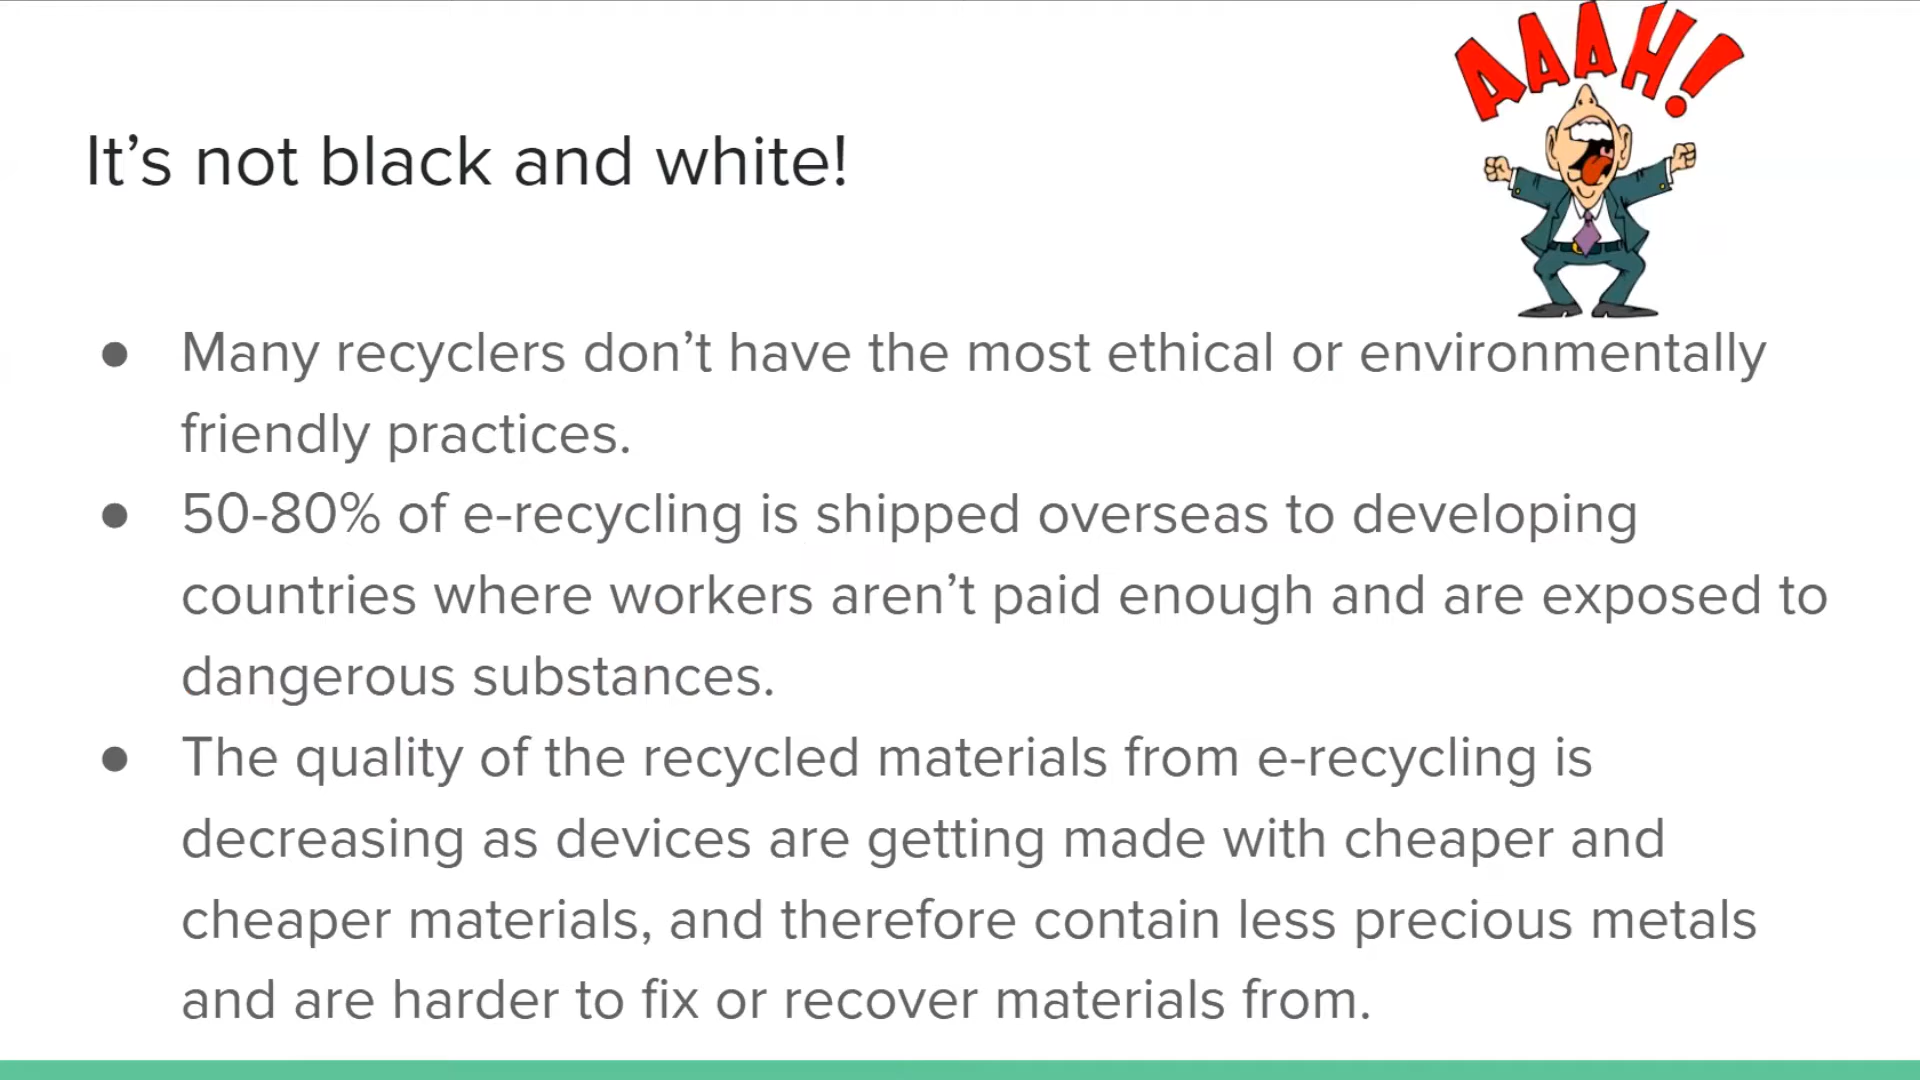 AAAH!
It’s not black and white!
● Many recyclers don’t have the most ethical or environmentally
friendly practices.
● 50-80% of e-recycling is shipped overseas to developing
countries where workers aren’t paid enough and are exposed to
dangerous substances.
● The quality of the recycled materials from e-recycling is
decreasing as devices are getting made with cheaper and
cheaper materials, and therefore contain less precious metals
and are harder to fix or recover materials from.